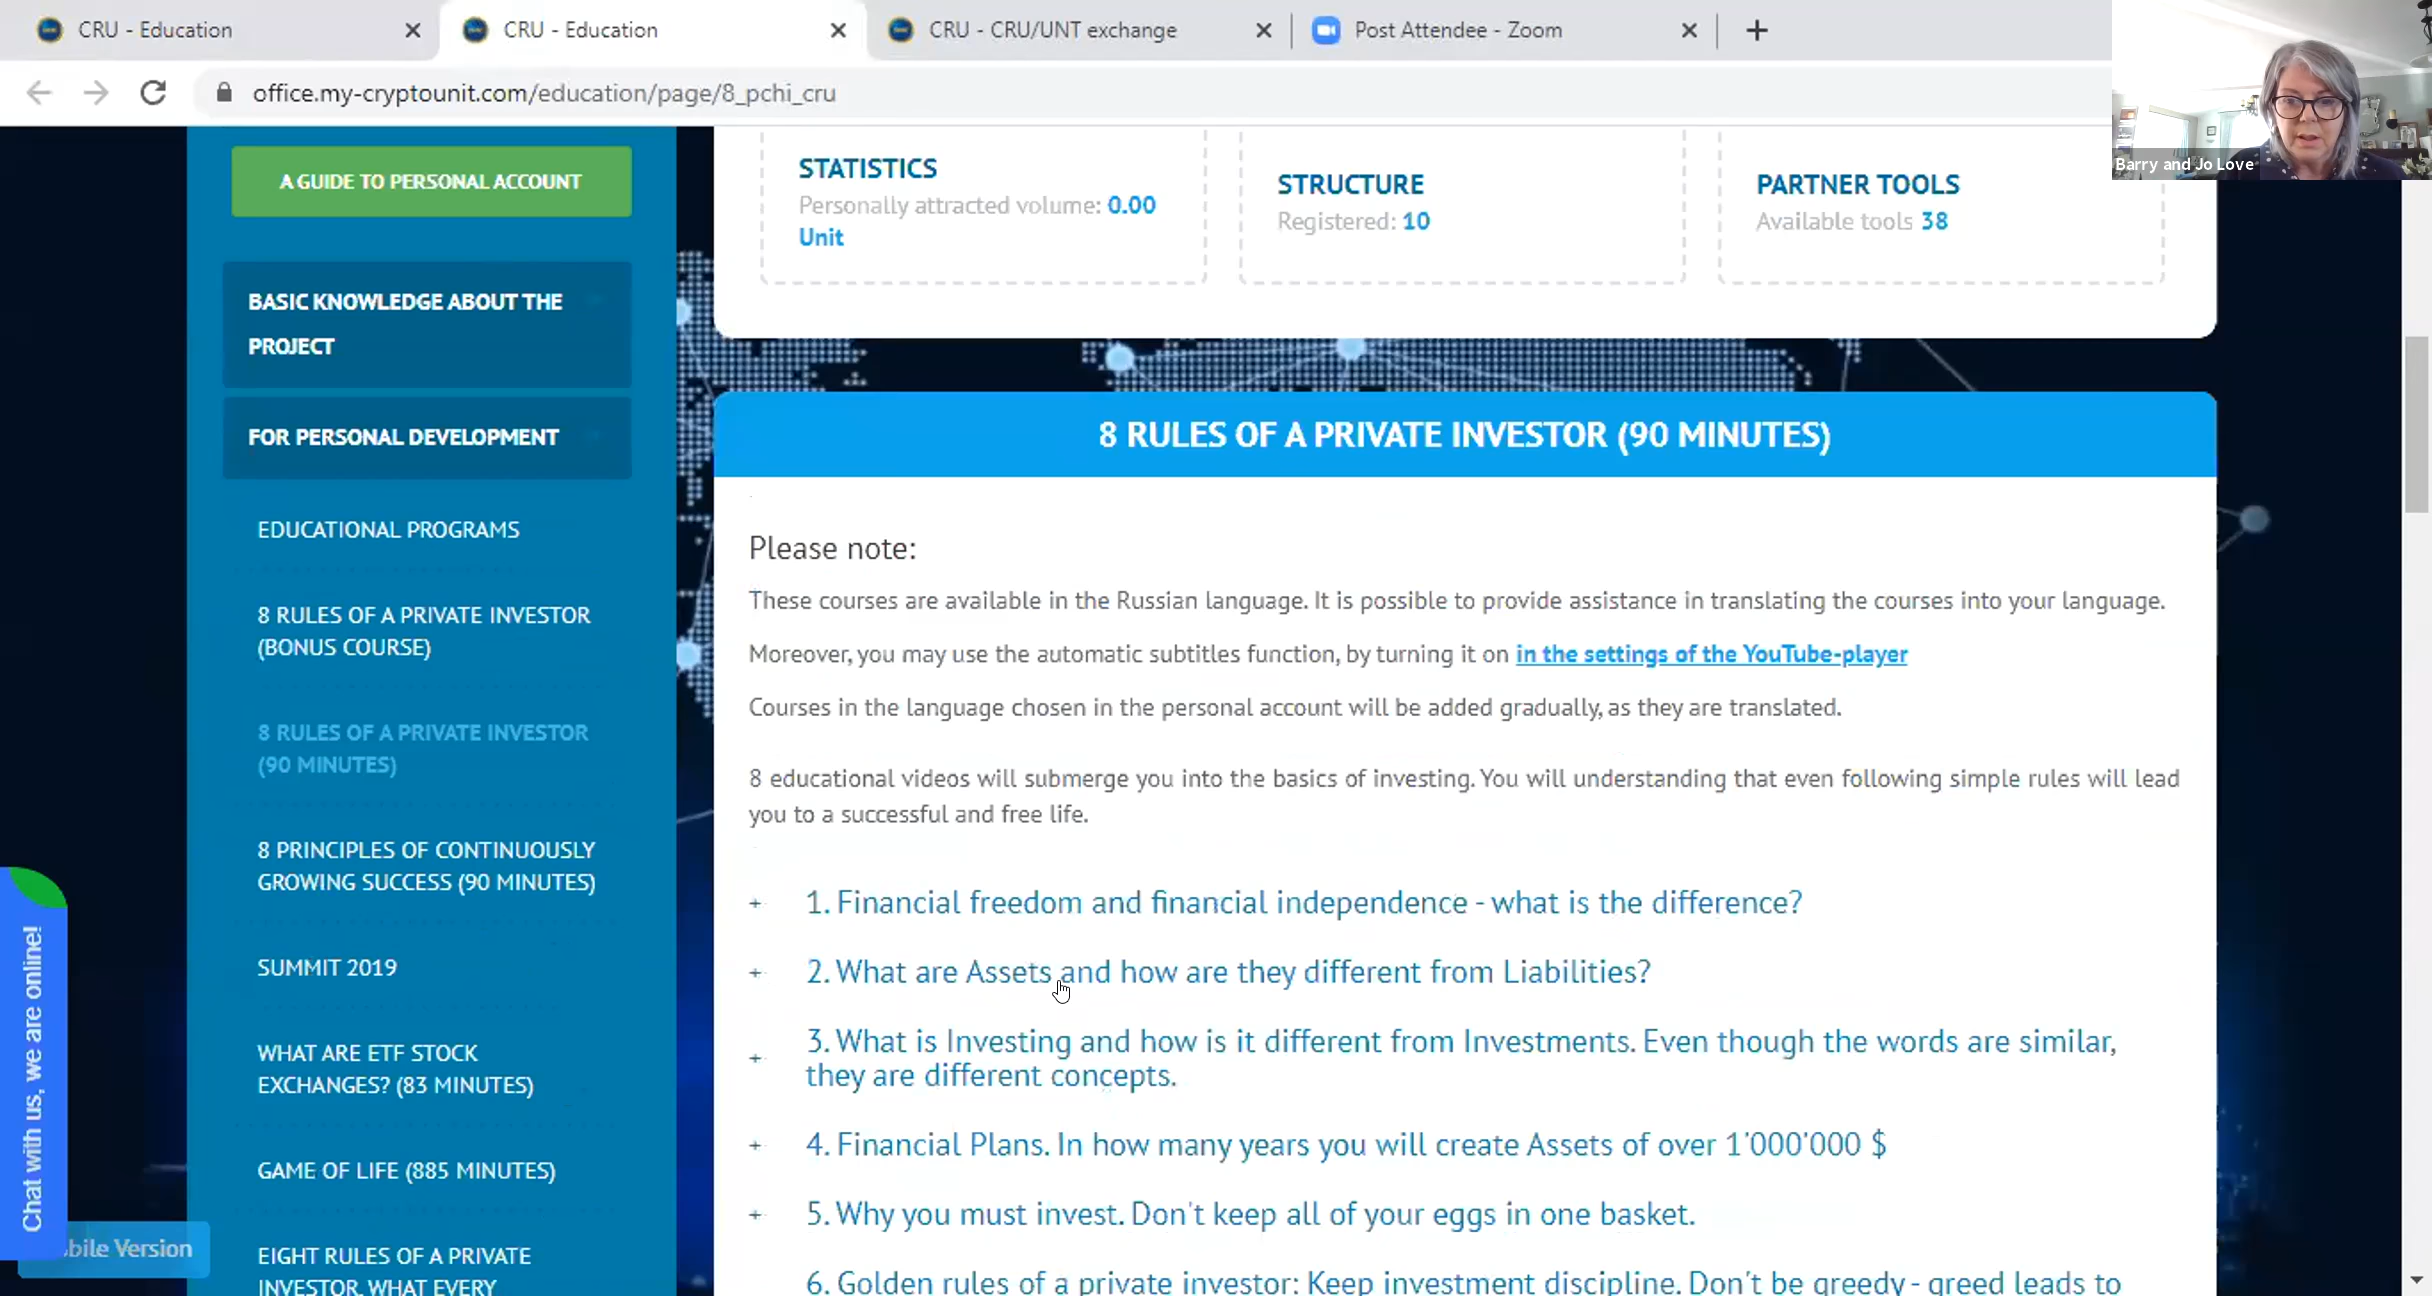 CRU - Education
CRU - Education
CRU - CRU/UNT exchange
Post Attendee - Zoom
office.my-cryptounit.com/education/page/8_pchi_cru
Barry and Jo Love
A GUIDE TO PERSONAL ACCOUNT
BASIC KNOWLEDGE ABOUT THE
PROJECT
FOR PERSONAL DEVELOPMENT
EDUCATIONAL PROGRAMS
8 RULES OF A PRIVATE INVESTOR
(BONUS COURSE)
8 RULES OF A PRIVATE INVESTOR
(90 MINUTES)
8 PRINCIPLES OF CONTINUOUSLY
GROWING SUCCESS (90 MINUTES)
SUMMIT 2019
WHAT ARE ETF STOCK
EXCHANGES? (83 MINUTES)
GAME OF LIFE (885 MINUTES)
EIGHT RULES OF A PRIVATE
INVESTOR. WHAT EVERY
Chat with us, we are online!
bile Version
STATISTICS
Personally attracted volume: 0.00
Unit
STRUCTURE
Registered: 10
PARTNER TOOLS
Available tools 38
8 RULES OF A PRIVATE INVESTOR (90 MINUTES)
Please note:
These courses are available in the Russian language. It is possible to provide assistance in translating the courses into your language.
Moreover, you may use the automatic subtitles function, by turning it on in the settings of the YouTube-player
Courses in the language chosen in the personal account will be added gradually, as they are translated.
8 educational videos will submerge you into the basics of investing. You will understanding that even following simple rules will lead
you to a successful and free life.
+ 1. Financial freedom and financial independence - what is the difference?
+ 2. What are Assets and how are they different from Liabilities?
+ 3. What is Investing and how is it different from Investments. Even though the words are similar,
they are different concepts.
+ 4. Financial Plans. In how many years you will create Assets of over 1'000'000 $
+ 5. Why you must invest. Don't keep all of your eggs in one basket.
6. Golden rules of a private investor: Keep investment discipline. Don't be greedy - greed leads to